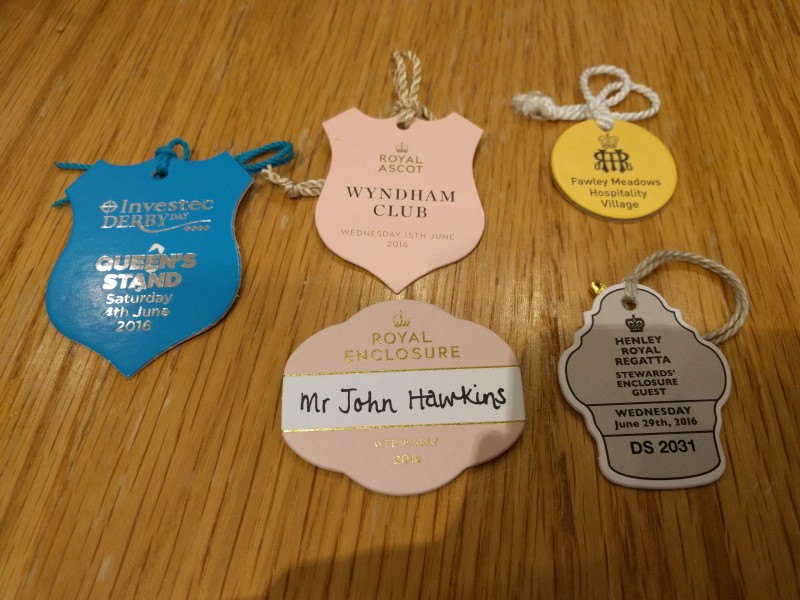 Investec
DERBY DAY
QUEEN'S
STAND
Saturday
4th June
2016
ROYAL
ASCOT
WYNDHAM
CLUB
WEDNESDAY 15TH JUNE
2016
HRR
Fawley Meadows
Hospitality
Village
ROYAL
ENCLOSURE
Mr John Hawkins
WEDNESDAY
2016
HENLEY
ROYAL
REGATTA
STEWARDS'
ENCLOSURE
GUEST
WEDNESDAY
June 29th, 2016
DS 2031